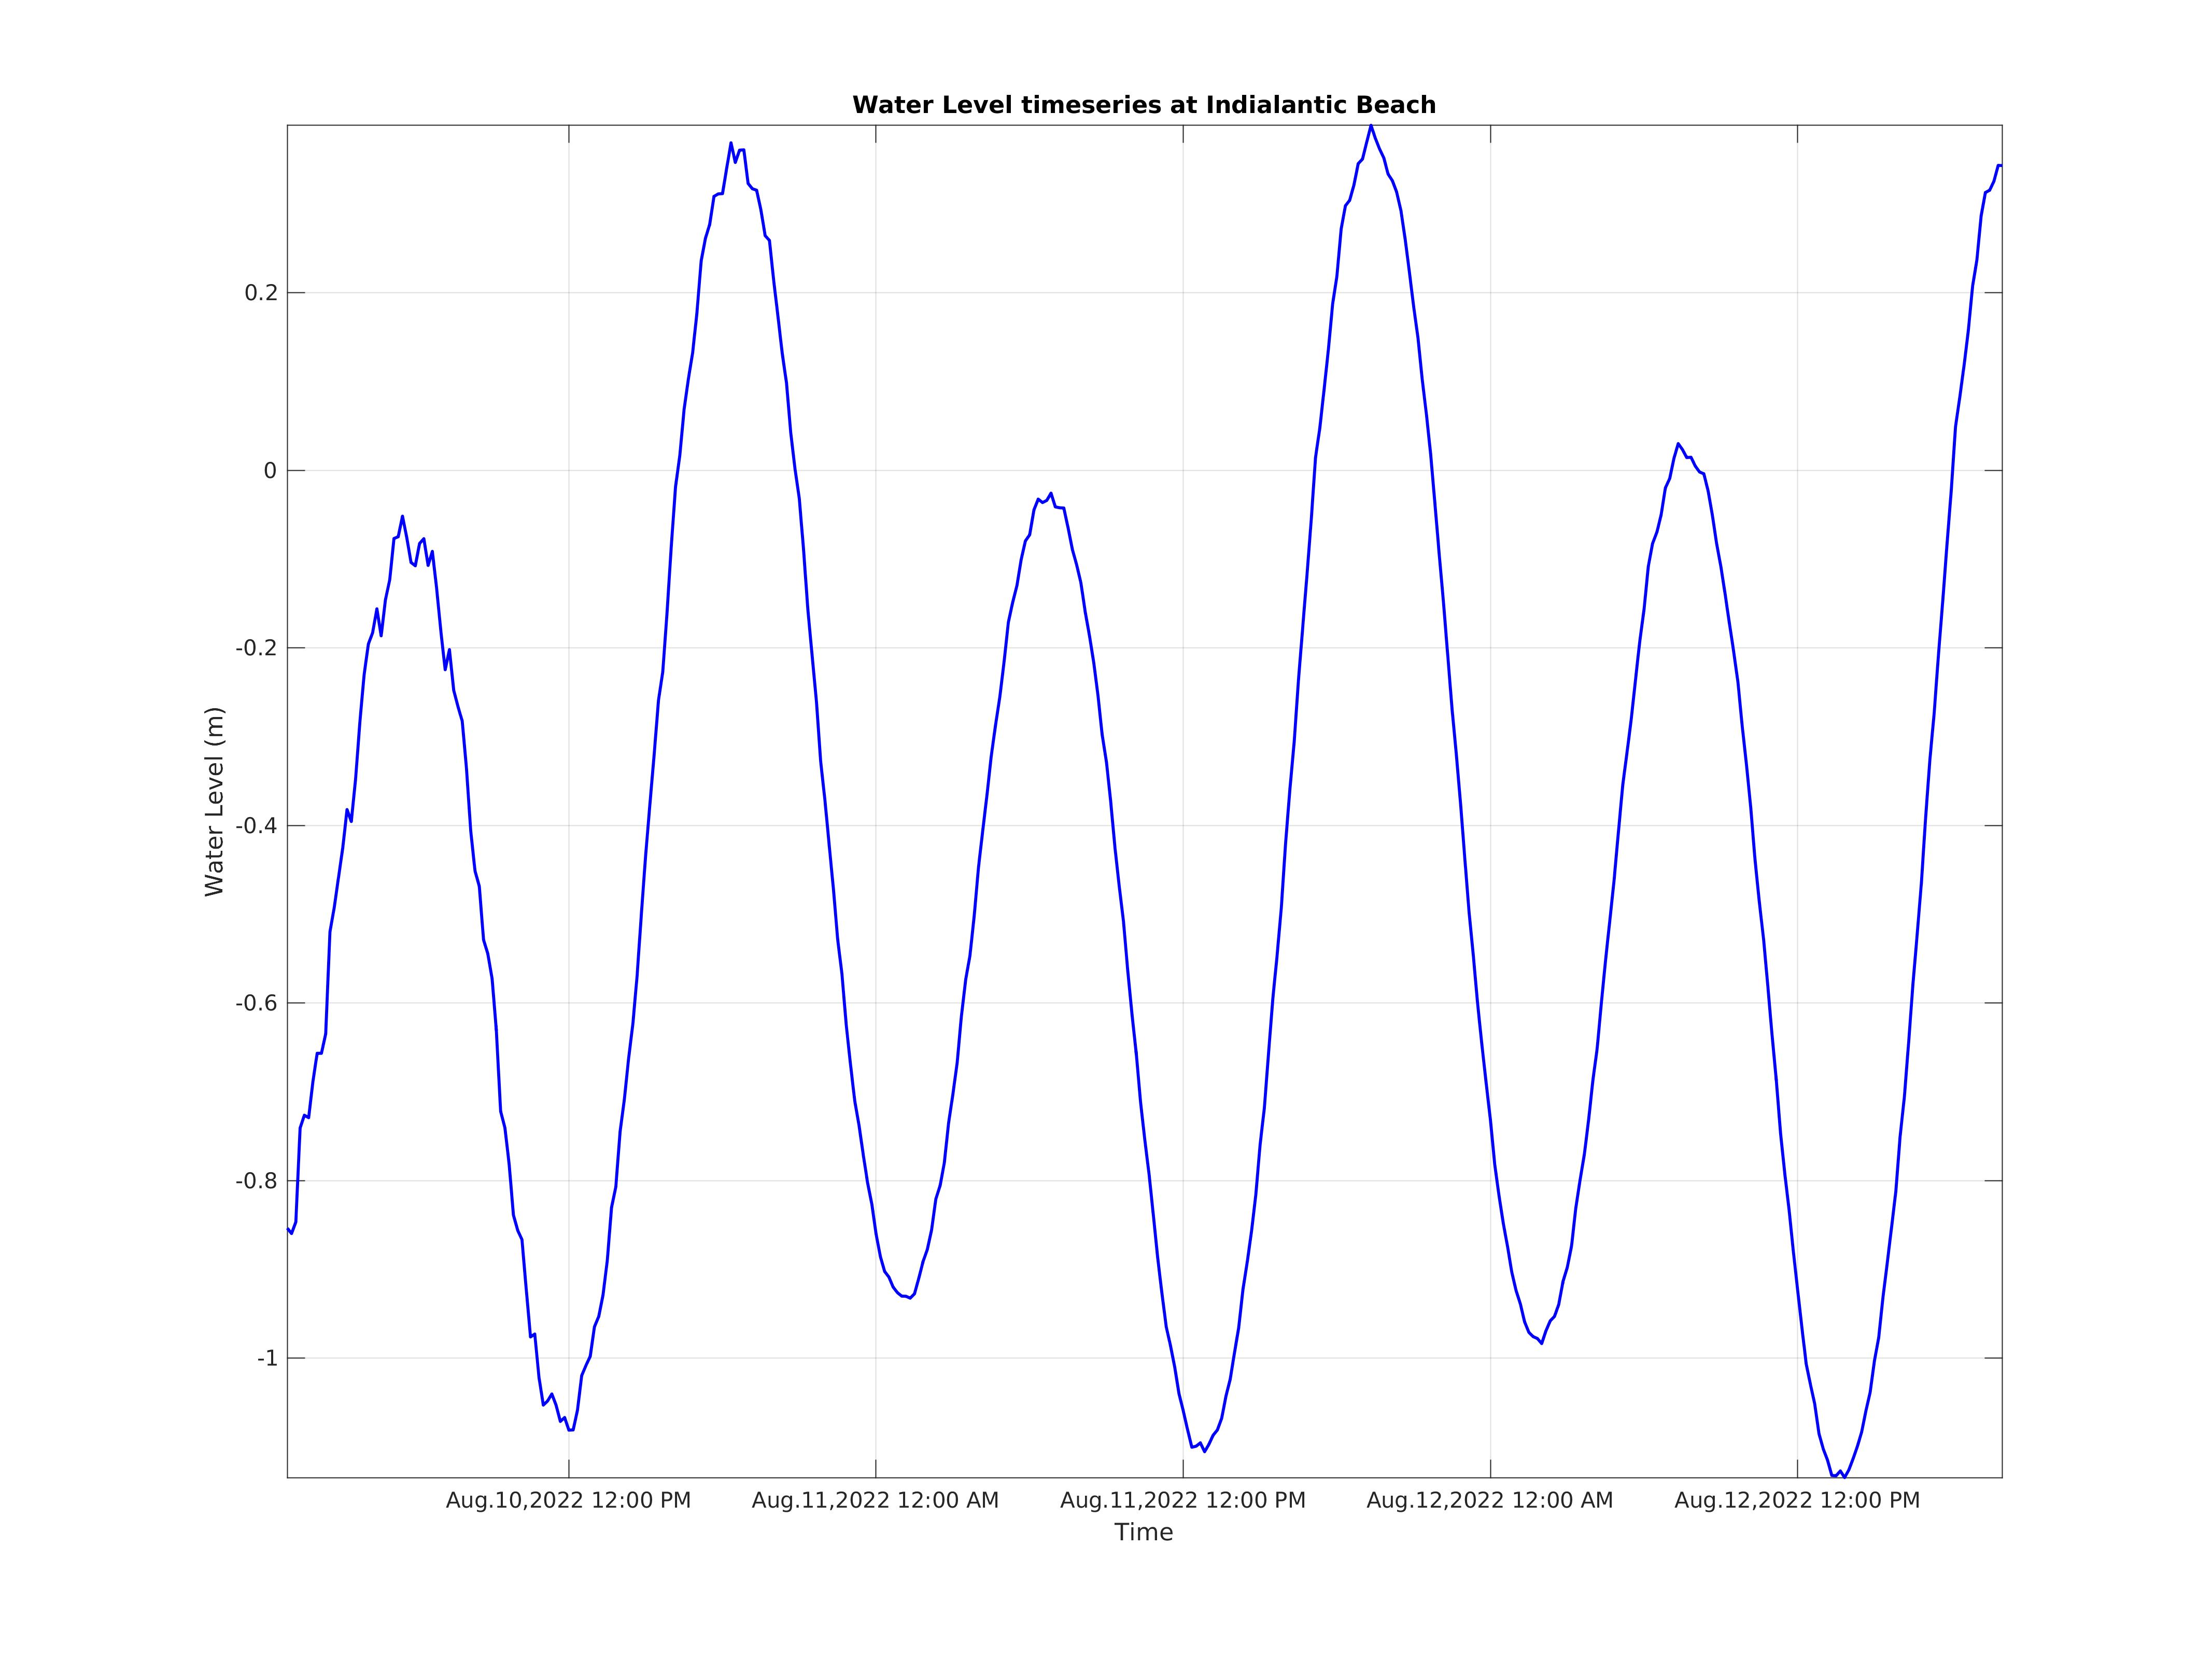 Water Level timeseries at Indialantic Beach
0.2
0
-0.2
-0.4
-0.6
-0.8
-1
Water Level (m)
Aug.10,2022 12:00 PM
Aug.11,2022 12:00 AM
Aug.11,2022 12:00 PM
Aug.12,2022 12:00 AM
Aug.12,2022 12:00 PM
Time